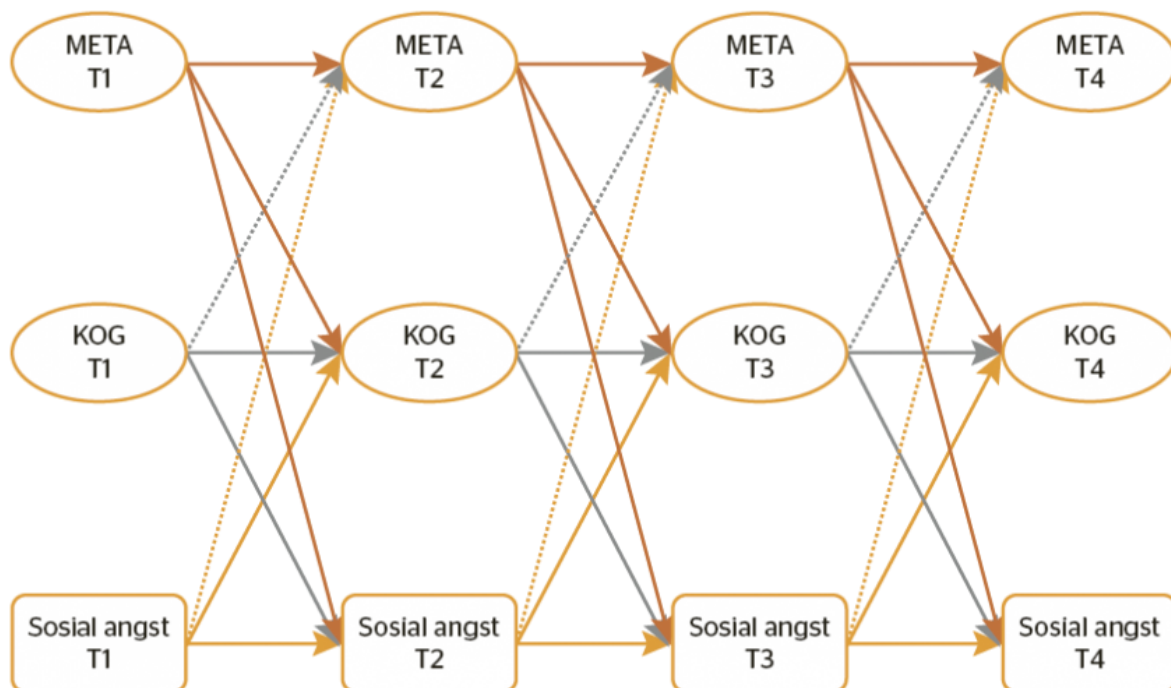 META
T1
META
T2
META
T3
META
T4
KOG
T1
KOG
T2
KOG
T3
KOG
T4
Sosial angst
T1
Sosial angst
T2
Sosial angst
T3
Sosial angst
T4